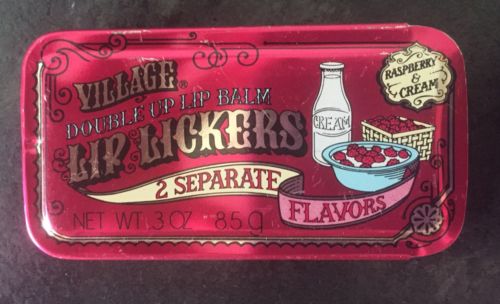 VILLAGE®
DOUBLE UP LIP BALM
LIP LICKERS
2 SEPARATE
FLAVORS
NET WT .3 OZ 8.5 g
CREAM
RASPBERRY
&
CREAM